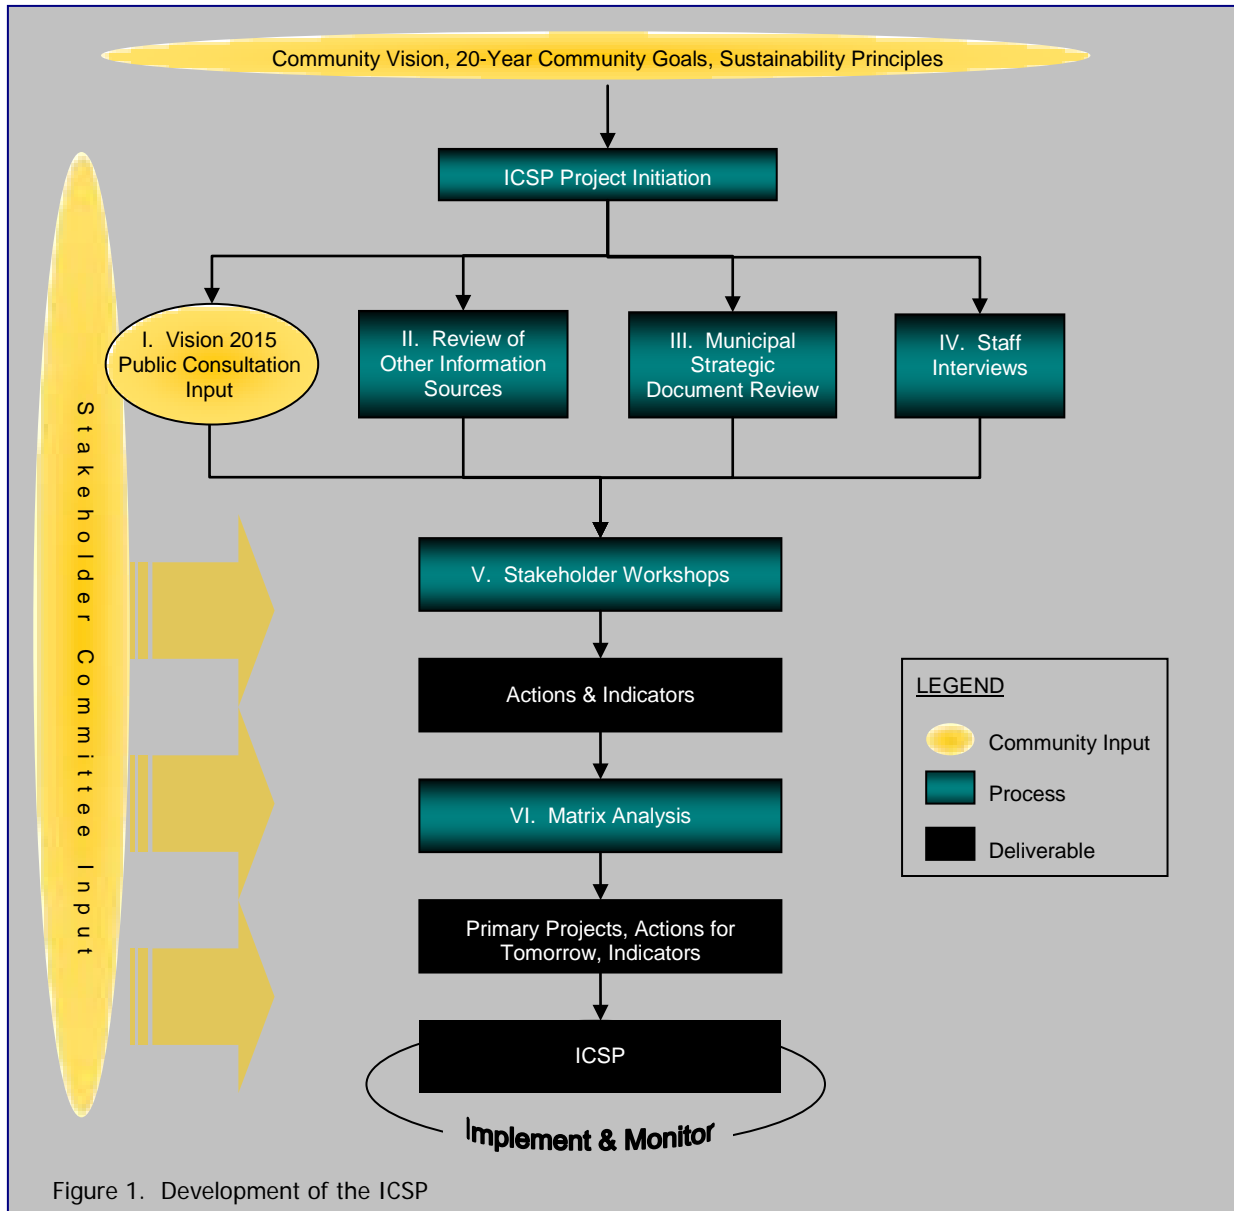 Community Vision, 20-Year Community Goals, Sustainability Principles
ICSP Project Initiation
I. Vision 2015
Public Consultation
Input
II. Review of
Other Information
Sources
III. Municipal
Strategic
Document Review
IV. Staff
Interviews
Stakeholder Committee Input
V. Stakeholder Workshops
Actions & Indicators
VI. Matrix Analysis
Primary Projects, Actions for
Tomorrow, Indicators
ICSP
Implement & Monitor
LEGEND
Community Input
Process
Deliverable
Figure 1. Development of the ICSP